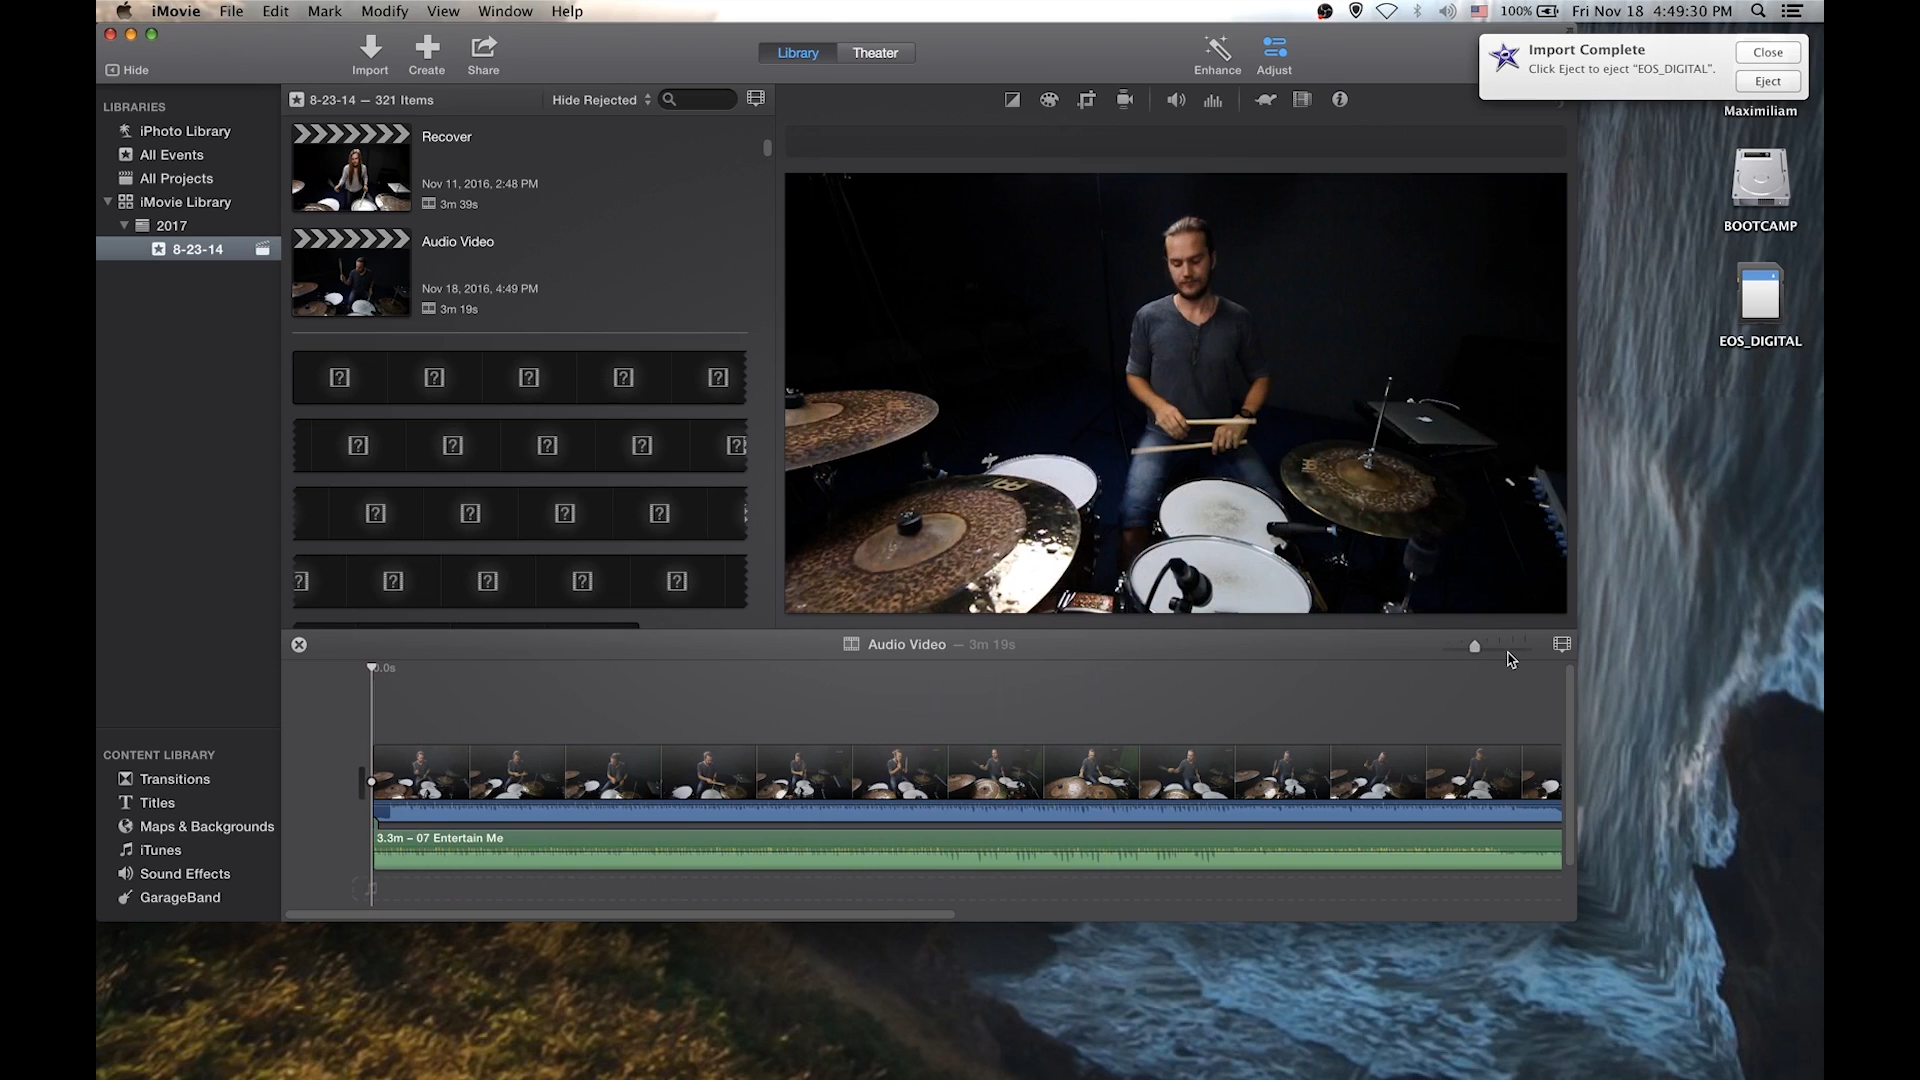 iMovie File Edit Mark Modify View Window Help
100% Fri Nov 18 4:49:30 PM
Import Complete
Click Eject to eject “EOS_DIGITAL”.
Close
Eject
Hide
Import Create Share
Library Theater
Enhance Adjust
LIBRARIES
iPhoto Library
All Events
All Projects
iMovie Library
2017
8-23-14
8-23-14 — 321 Items
Hide Rejected
Recover
Nov 11, 2016, 2:48 PM
3m 39s
Audio Video
Nov 18, 2016, 4:49 PM
3m 19s
Maximiliam
BOOTCAMP
EOS_DIGITAL
Audio Video — 3m 19s
3.3m – 07 Entertain Me
CONTENT LIBRARY
Transitions
Titles
Maps & Backgrounds
iTunes
Sound Effects
GarageBand